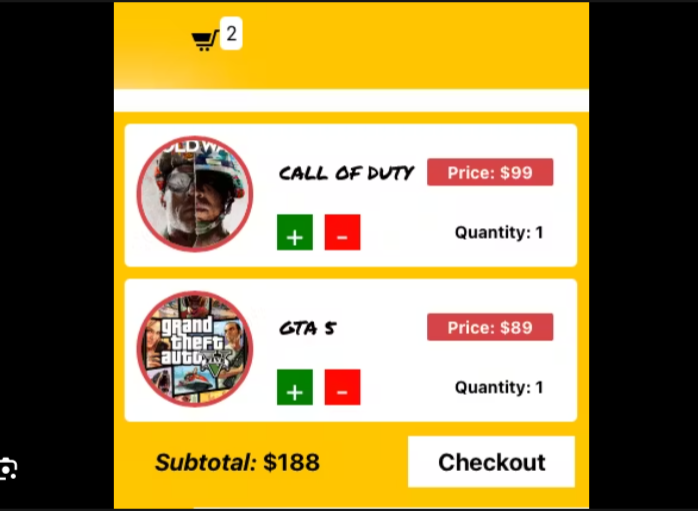 2
OLD WA
CALL OF DUTY
Price: $99
+
-
Quantity: 1
grand
theft
auto
V
GTA 5
Price: $89
+
-
Quantity: 1
Subtotal: $188
Checkout